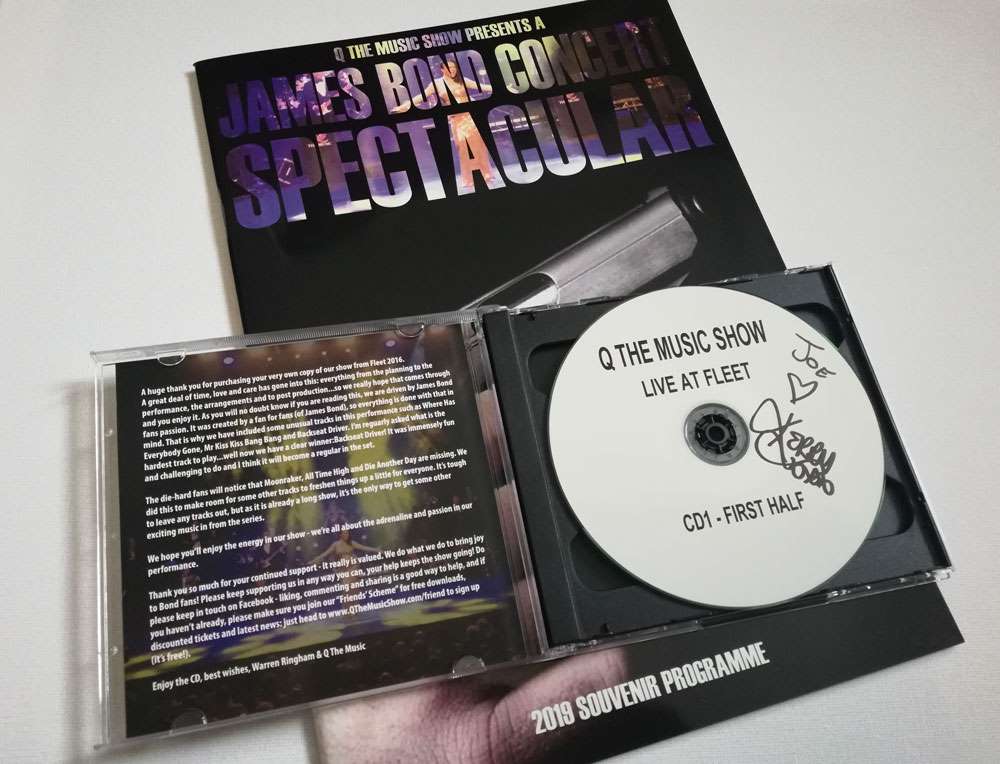 Q THE MUSIC SHOW PRESENTS A
JAMES BOND CONCERT
SPECTACULAR
A huge thank you for purchasing your very own copy of our show from Fleet 2016.
A great deal of time, love and care has gone into this: everything from the planning to the
performance, the arrangements and to post production...so we really hope that comes through
and you enjoy it. As you will no doubt know if you are reading this, we are driven by James Bond
fans passion. It was created by a fan for fans (of James Bond), so everything is done with that in
mind. That is why we have included some unusual tracks in this performance such as Where Has
Everybody Gone, Mr Kiss Kiss Bang Bang and Backseat Driver. I'm reguarly asked what is the
hardest track to play...well now we have a clear winner:Backseat Driver! It was immensely fun
and challenging to do and I think it will become a regular in the set.
The die-hard fans will notice that Moonraker, All Time High and Die Another Day are missing. We
did this to make room for some other tracks to freshen things up a little for everyone. It's tough
to leave any tracks out, but as it is already a long show, it's the only way to get some other
exciting music in from the series.
We hope you'll enjoy the energy in our show - we're all about the adrenaline and passion in our
performance.
Thank you so much for your continued support - it really is valued. We do what we do to bring joy
to Bond fans! Please keep supporting us in any way you can, your help keeps the show going! Do
please keep in touch on Facebook - liking, commenting and sharing is a good way to help, and if
you haven't already, please make sure you join our "Friends' Scheme" for free downloads,
discounted tickets and latest news: just head to www.QTheMusicShow.com/friend to sign up
(it's free!).
Enjoy the CD, best wishes, Warren Ringham & Q The Music
Q THE MUSIC SHOW
LIVE AT FLEET
CD1 - FIRST HALF
2019 SOUVENIR PROGRAMME